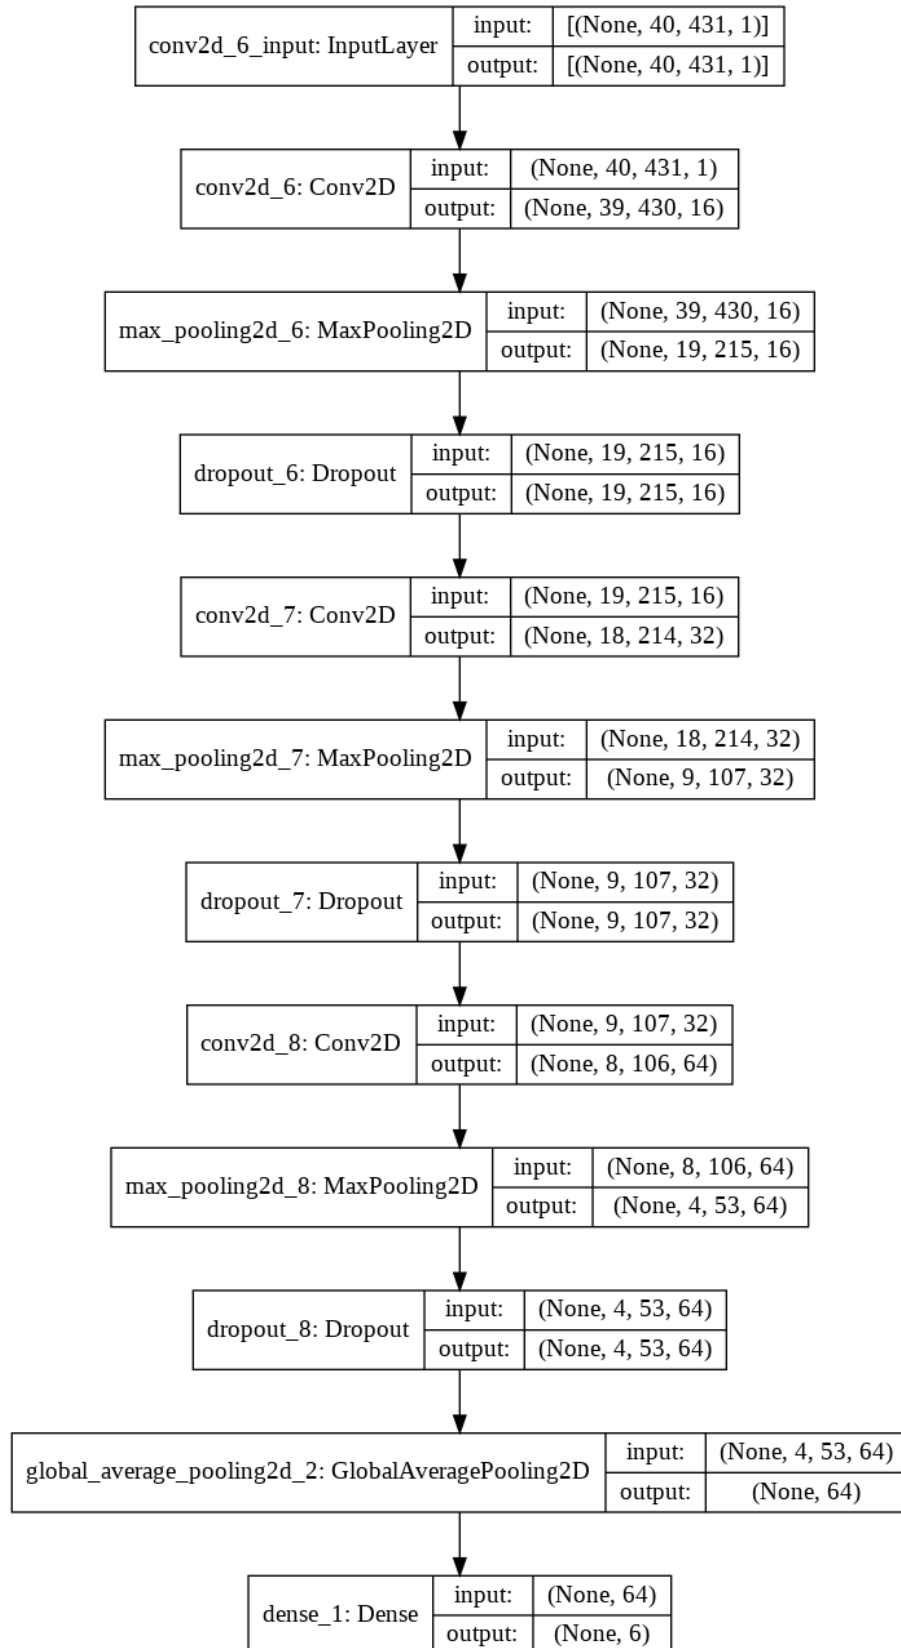 conv2d_6_input: InputLayer
input: [(None, 40, 431, 1)]
output: [(None, 40, 431, 1)]
conv2d_6: Conv2D
input: (None, 40, 431, 1)
output: (None, 39, 430, 16)
max_pooling2d_6: MaxPooling2D
input: (None, 39, 430, 16)
output: (None, 19, 215, 16)
dropout_6: Dropout
input: (None, 19, 215, 16)
output: (None, 19, 215, 16)
conv2d_7: Conv2D
input: (None, 19, 215, 16)
output: (None, 18, 214, 32)
max_pooling2d_7: MaxPooling2D
input: (None, 18, 214, 32)
output: (None, 9, 107, 32)
dropout_7: Dropout
input: (None, 9, 107, 32)
output: (None, 9, 107, 32)
conv2d_8: Conv2D
input: (None, 9, 107, 32)
output: (None, 8, 106, 64)
max_pooling2d_8: MaxPooling2D
input: (None, 8, 106, 64)
output: (None, 4, 53, 64)
dropout_8: Dropout
input: (None, 4, 53, 64)
output: (None, 4, 53, 64)
global_average_pooling2d_2: GlobalAveragePooling2D
input: (None, 4, 53, 64)
output: (None, 64)
dense_1: Dense
input: (None, 64)
output: (None, 6)